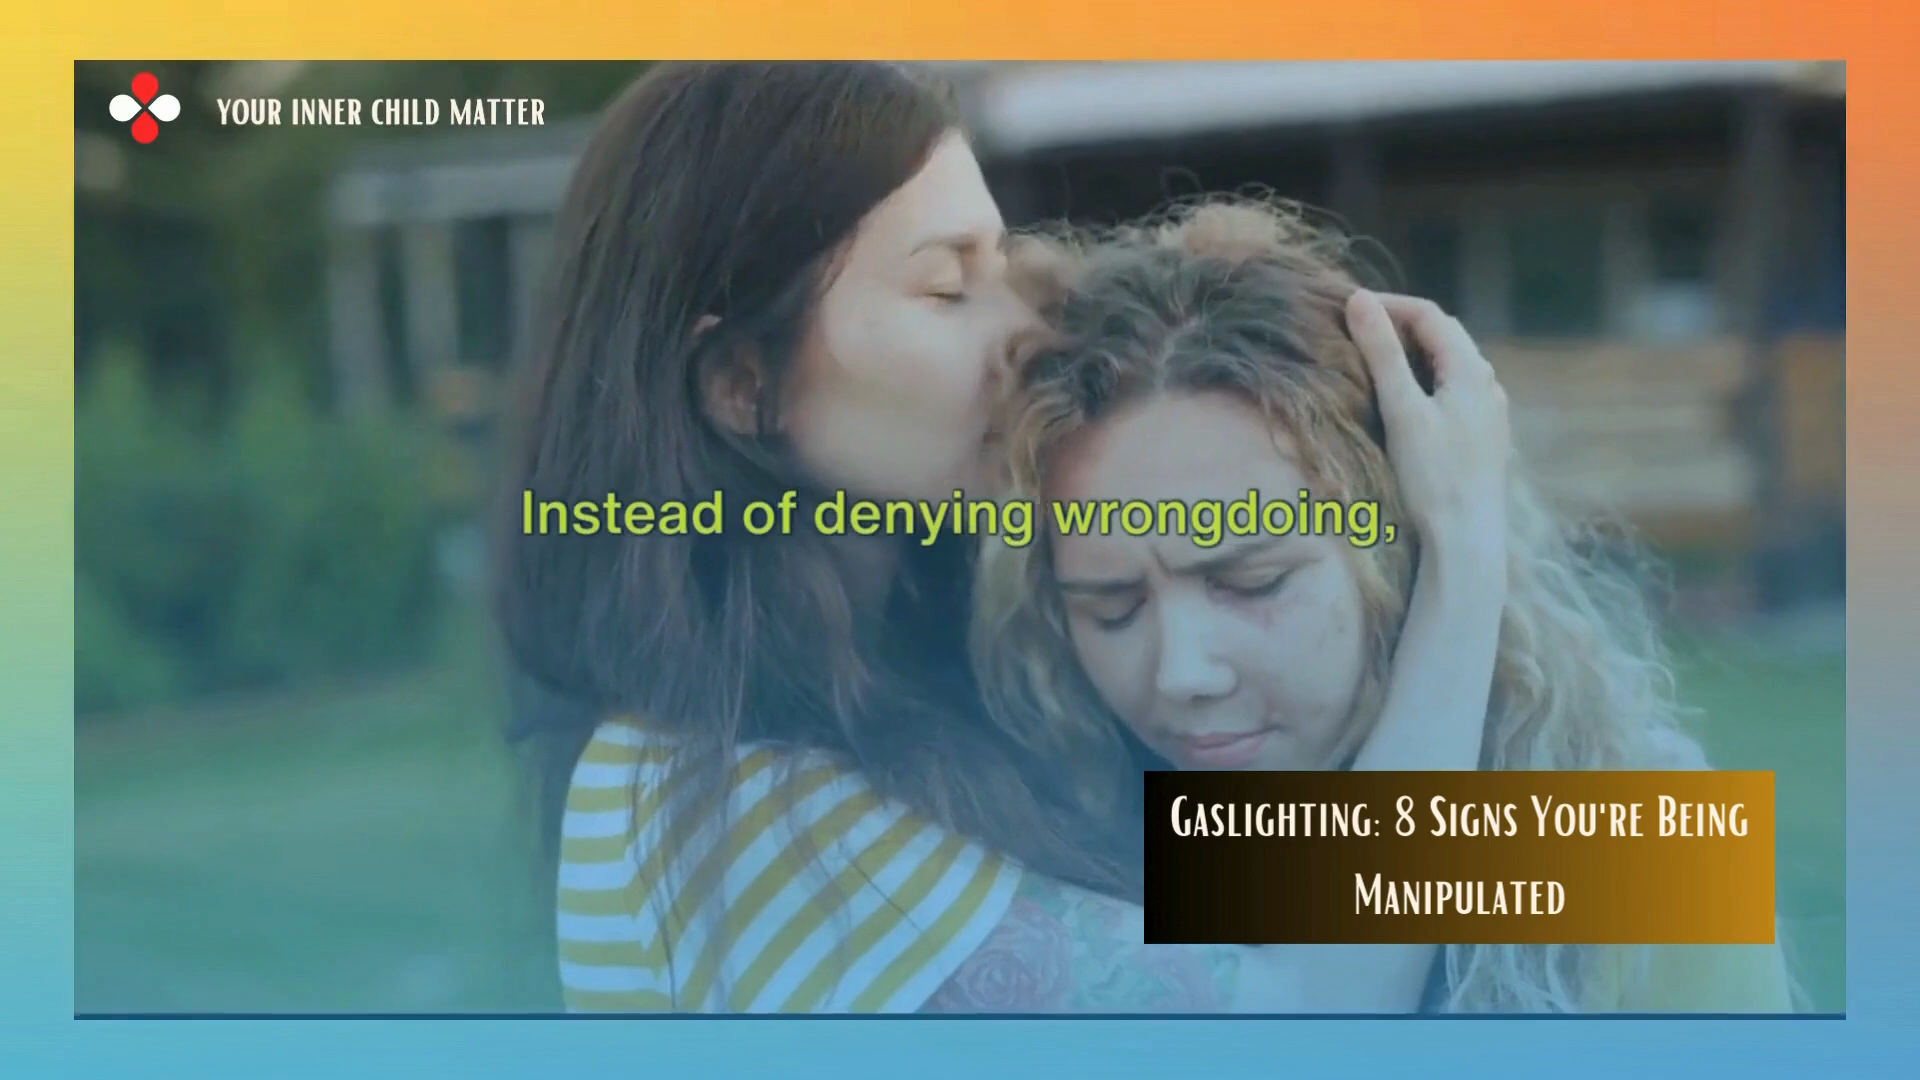 YOUR INNER CHILD MATTER
Instead of denying wrongdoing,
GASLIGHTING: 8 SIGNS YOU'RE BEING
MANIPULATED